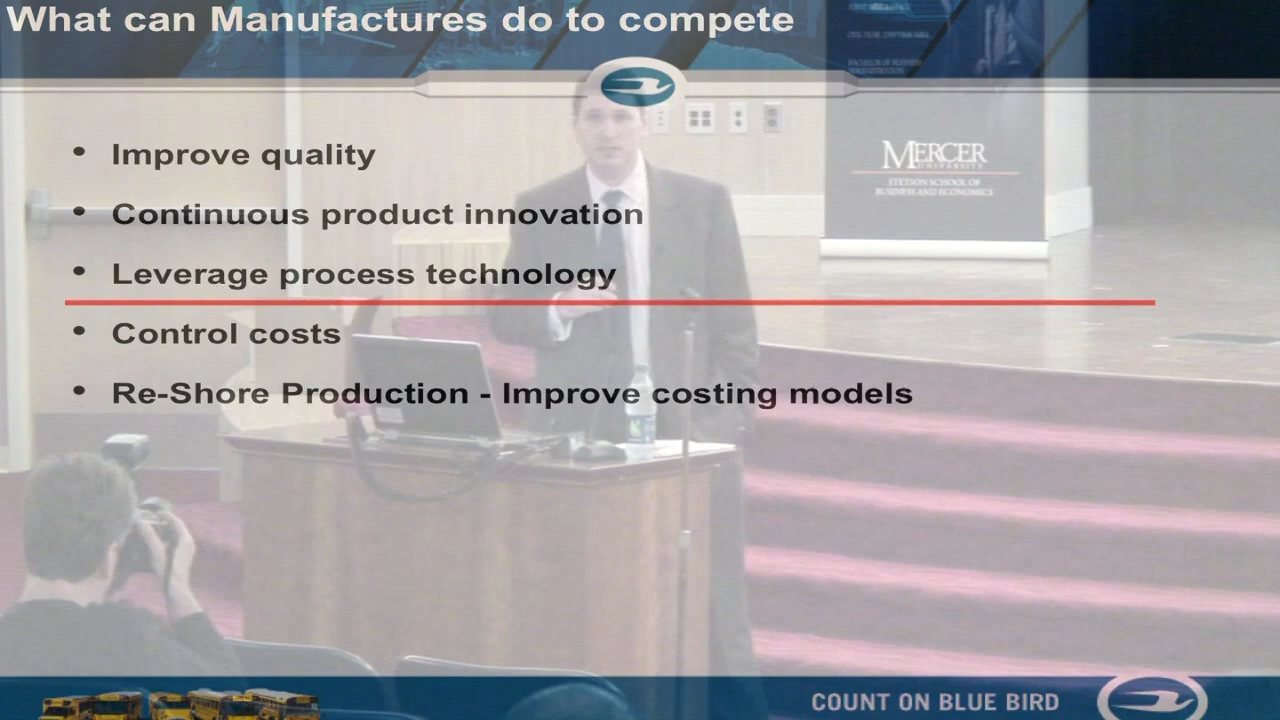 What can Manufactures do to compete
• Improve quality
• Continuous product innovation
• Leverage process technology
• Control costs
• Re-Shore Production - Improve costing models
MERCER
UNIVERSITY
STETSON SCHOOL OF
BUSINESS AND ECONOMICS
COUNT ON BLUE BIRD